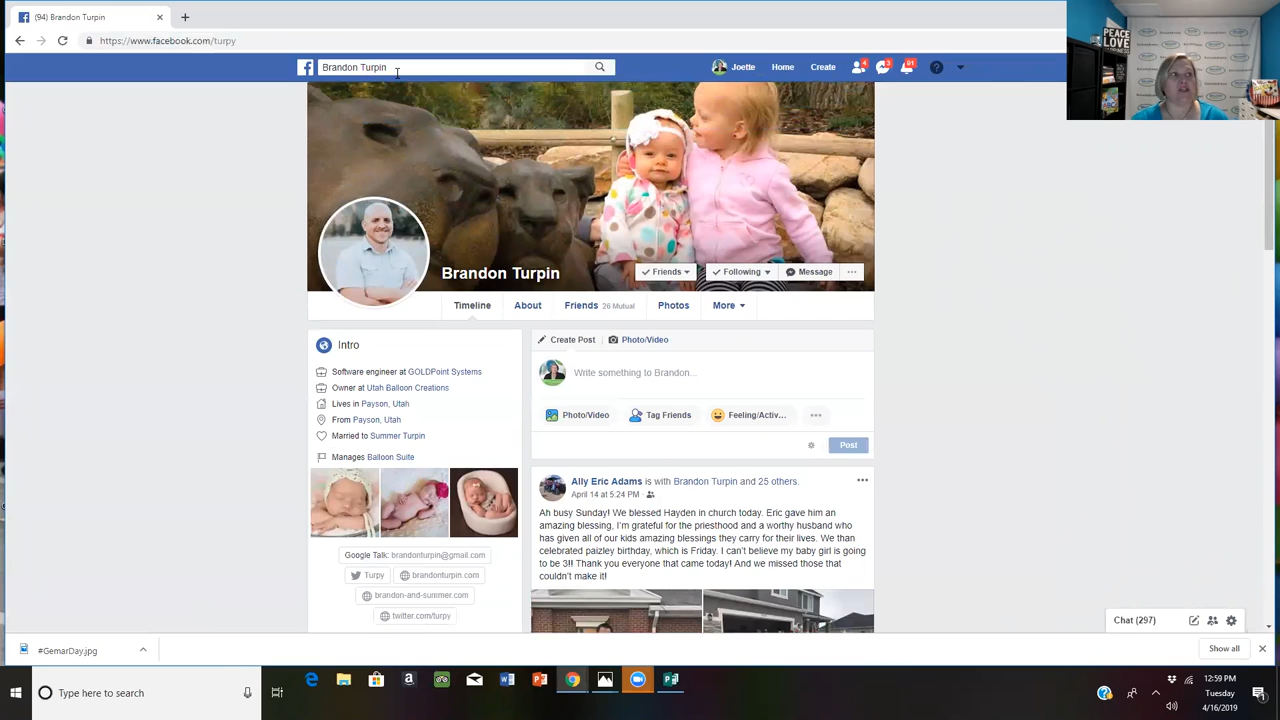 (94) Brandon Turpin
https://www.facebook.com/turpy
Brandon Turpin
Joette
Home
Create
4
3
91
PEACE
LOVE
Brandon Turpin
Friends
Following
Message
Timeline
About
Friends 26 Mutual
Photos
More
Intro
Software engineer at GOLDPoint Systems
Owner at Utah Balloon Creations
Lives in Payson, Utah
From Payson, Utah
Married to Summer Turpin
Manages Balloon Suite
Google Talk: brandonturpin@gmail.com
Turpy
brandonturpin.com
brandon-and-summer.com
twitter.com/turpy
Create Post
Photo/Video
Write something to Brandon...
Photo/Video
Tag Friends
Feeling/Activ...
Post
Ally Eric Adams is with Brandon Turpin and 25 others.
April 14 at 5:24 PM
Ah busy Sunday! We blessed Hayden in church today. Eric gave him an
amazing blessing, I'm grateful for the priesthood and a worthy husband who
has given all of our kids amazing blessings they carry for their lives. We than
celebrated paizley birthday, which is Friday. I can't believe my baby girl is going
to be 3!! Thank you everyone that came today! And we missed those that
couldn't make it!
Chat (297)
#GemarDay.jpg
Show all
Type here to search
12:59 PM
Tuesday
4/16/2019